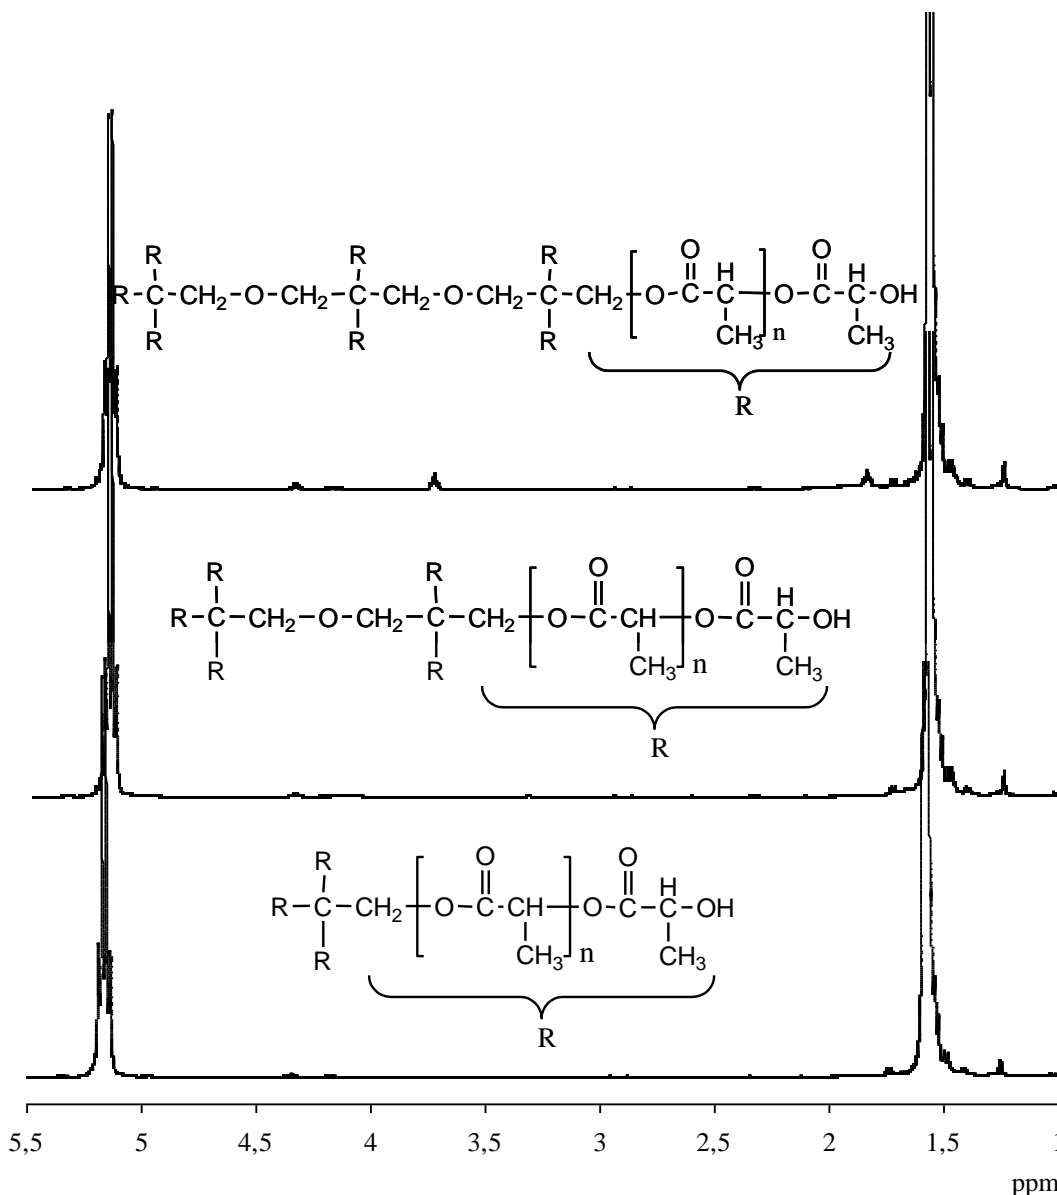 R R R O O
R-C-CH₂-O-CH₂-C-CH₂-O-CH₂-C-CH₂-O-C-C-O-C-C-OH
H H
R R R CH₃ n CH₃
R
R R O O
R-C-CH₂-O-CH₂-C-CH₂-O-C-CH-O-C-C-OH
H
R R CH₃ n CH₃
R
R O O
R-C-CH₂-O-C-CH-O-C-C-OH
H
R CH₃ n CH₃
R
5,5 5 4,5 4 3,5 3 2,5 2 1,5
ppm